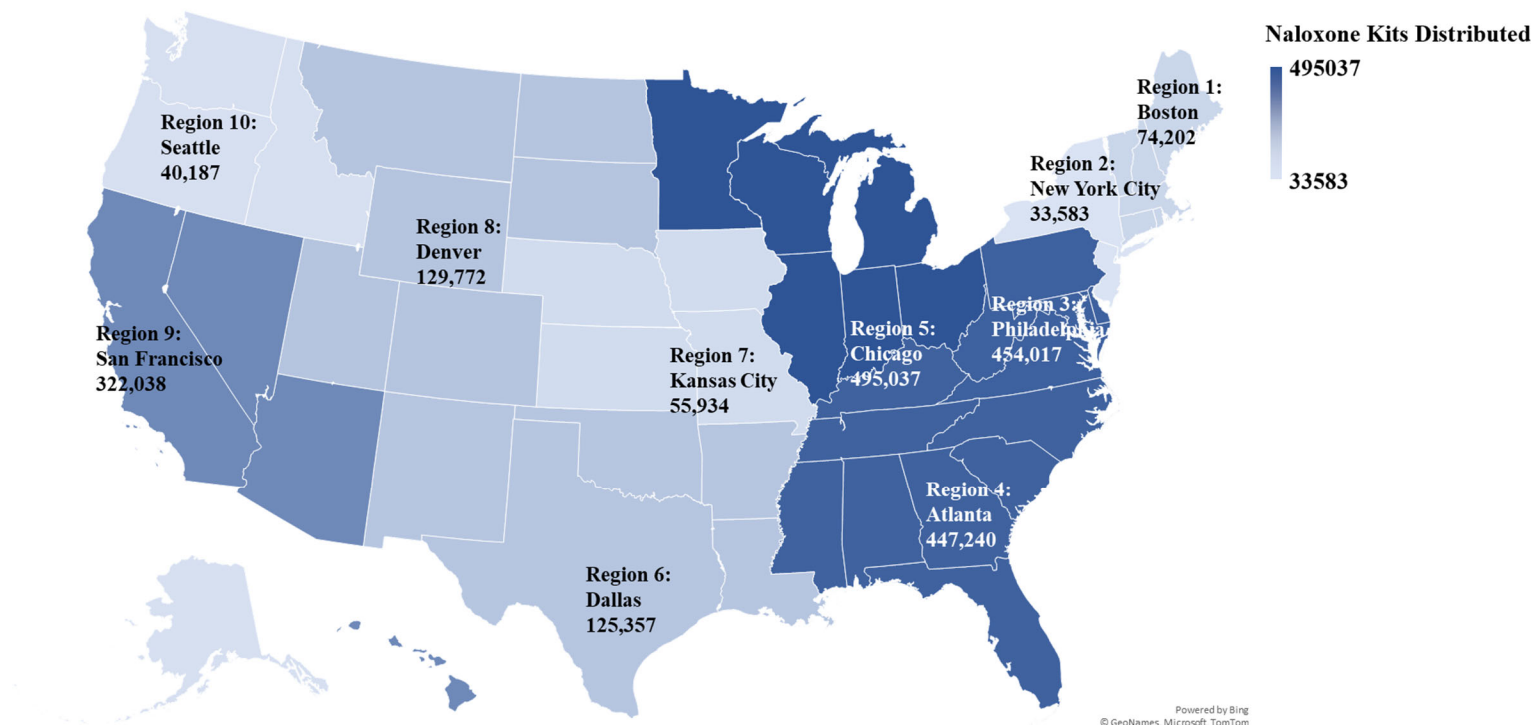 Naloxone Kits Distributed
495037
33583
Region 1:
Boston
74,202
Region 2:
New York City
33,583
Region 10:
Seattle
40,187
Region 8:
Denver
129,772
Region 9:
San Francisco
322,038
Region 7:
Kansas City
55,934
Region 5:
Chicago
495,037
Region 3:
Philadelphia
454,017
Region 4:
Atlanta
447,240
Region 6:
Dallas
125,357
Powered by Bing
© GeoNames, Microsoft, TomTom